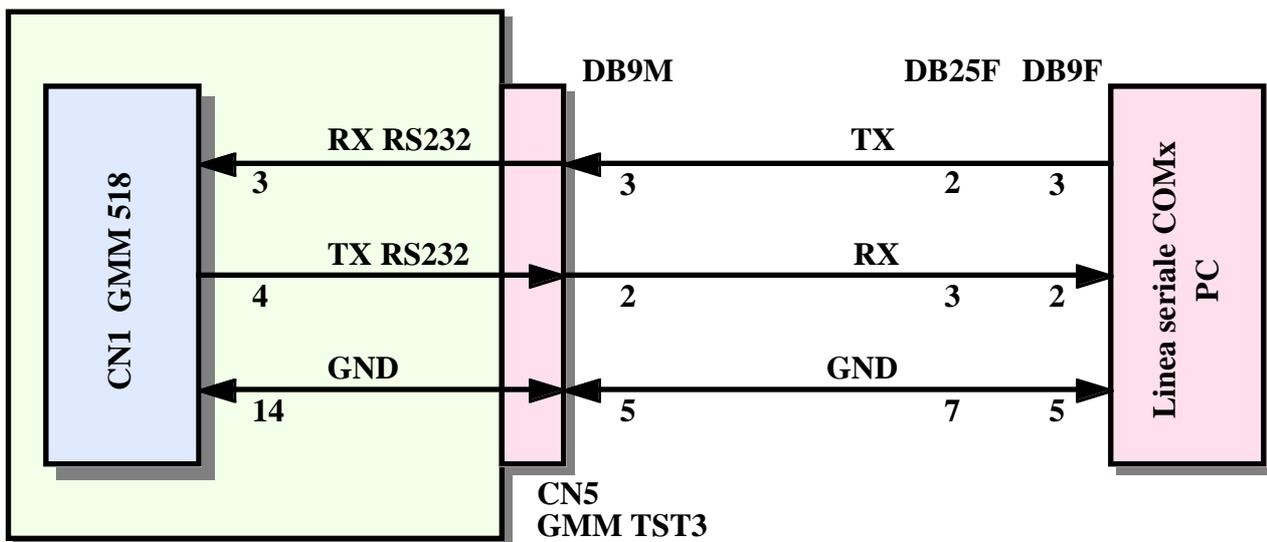 DB9M
DB25F
DB9F
RX RS232
TX
3
3
2
3
TX RS232
RX
4
2
3
2
GND
GND
14
5
7
5
CN1 GMM 518
Linea seriale COMx
PC
CN5
GMM TST3